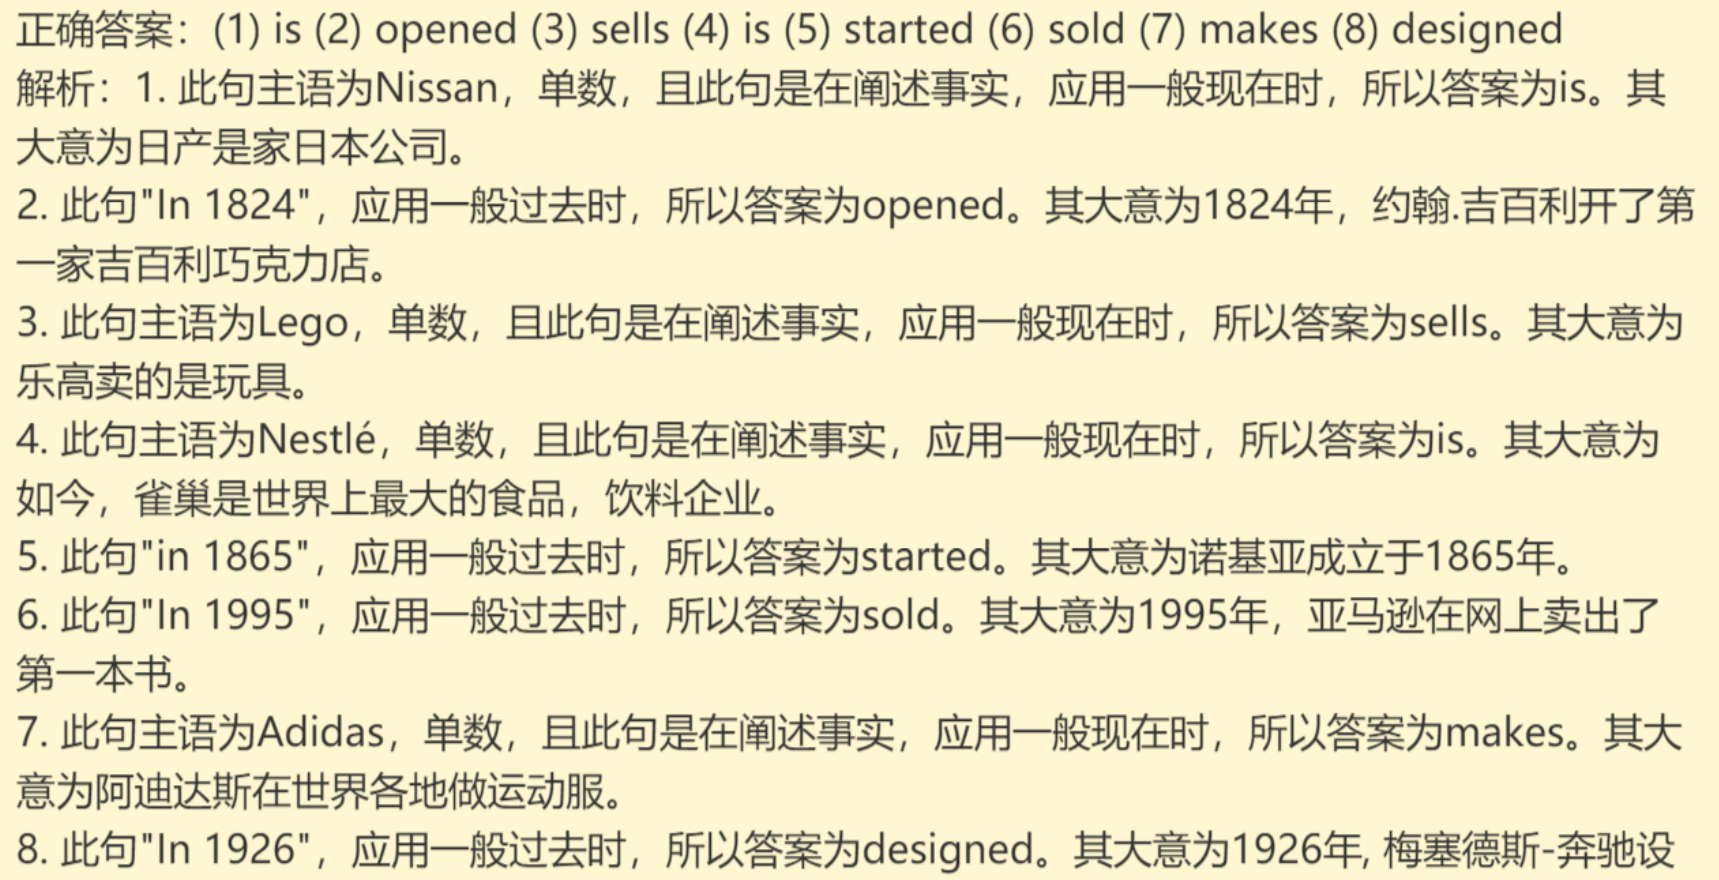 正确答案：(1) is (2) opened (3) sells (4) is (5) started (6) sold (7) makes (8) designed
解析：1. 此句主语为Nissan，单数，且此句是在阐述事实，应用一般现在时，所以答案为is。其
大意为日产是家日本公司。
2. 此句"In 1824"，应用一般过去时，所以答案为opened。其大意为1824年，约翰.吉百利开了第
一家吉百利巧克力店。
3. 此句主语为Lego，单数，且此句是在阐述事实，应用一般现在时，所以答案为sells。其大意为
乐高卖的是玩具。
4. 此句主语为Nestlé，单数，且此句是在阐述事实，应用一般现在时，所以答案为is。其大意为
如今，雀巢是世界上最大的食品，饮料企业。
5. 此句"in 1865"，应用一般过去时，所以答案为started。其大意为诺基亚成立于1865年。
6. 此句"In 1995"，应用一般过去时，所以答案为sold。其大意为1995年，亚马逊在网上卖出了
第一本书。
7. 此句主语为Adidas，单数，且此句是在阐述事实，应用一般现在时，所以答案为makes。其大
意为阿迪达斯在世界各地做运动服。
8. 此句"In 1926"，应用一般过去时，所以答案为designed。其大意为1926年, 梅塞德斯-奔驰设